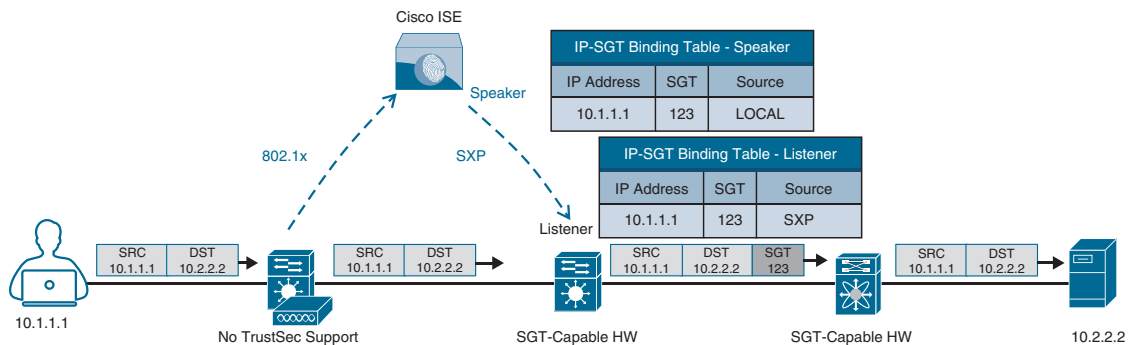 Cisco ISE
Speaker
802.1x
SXP
IP-SGT Binding Table - Speaker
IP Address SGT Source
10.1.1.1 123 LOCAL
IP-SGT Binding Table - Listener
IP Address SGT Source
10.1.1.1 123 SXP
Listener
SRC DST
10.1.1.1 10.2.2.2
SRC DST
10.1.1.1 10.2.2.2
SRC DST SGT
10.1.1.1 10.2.2.2 123
SRC DST
10.1.1.1 10.2.2.2
10.1.1.1
No TrustSec Support
SGT-Capable HW
SGT-Capable HW
10.2.2.2